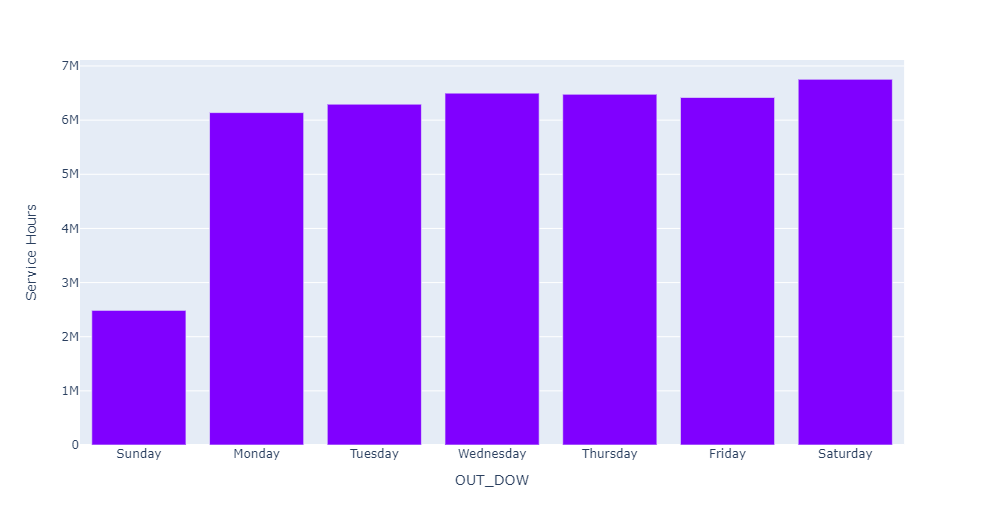 7M
6M
5M
4M
3M
2M
1M
0
Service Hours
Sunday Monday Tuesday Wednesday Thursday Friday Saturday
OUT_DOW